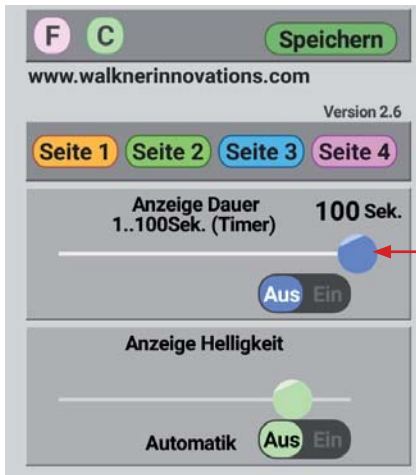 F C Speichern
www.walknerinnovations.com
Version 2.6
Seite 1 Seite 2 Seite 3 Seite 4
Anzeige Dauer
1..100Sek. (Timer)
100 Sek.
Aus Ein
Anzeige Helligkeit
Automatik Aus Ein